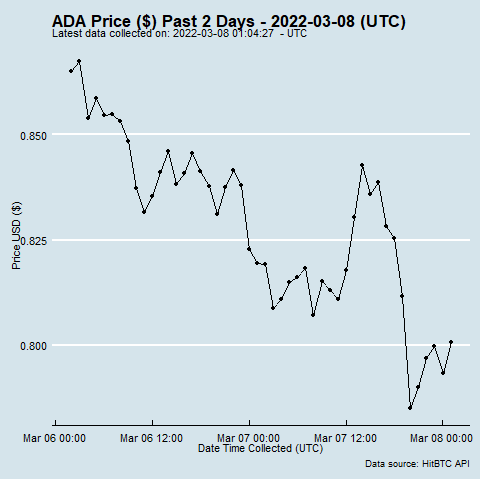 ADA Price ($) Past 2 Days - 2022-03-08 (UTC)
Latest data collected on: 2022-03-08 01:04:27 - UTC
0.850
0.825
0.800
Price USD ($)
Mar 06 00:00 Mar 06 12:00 Mar 07 00:00 Mar 07 12:00 Mar 08 00:00
Date Time Collected (UTC)
Data source: HitBTC API